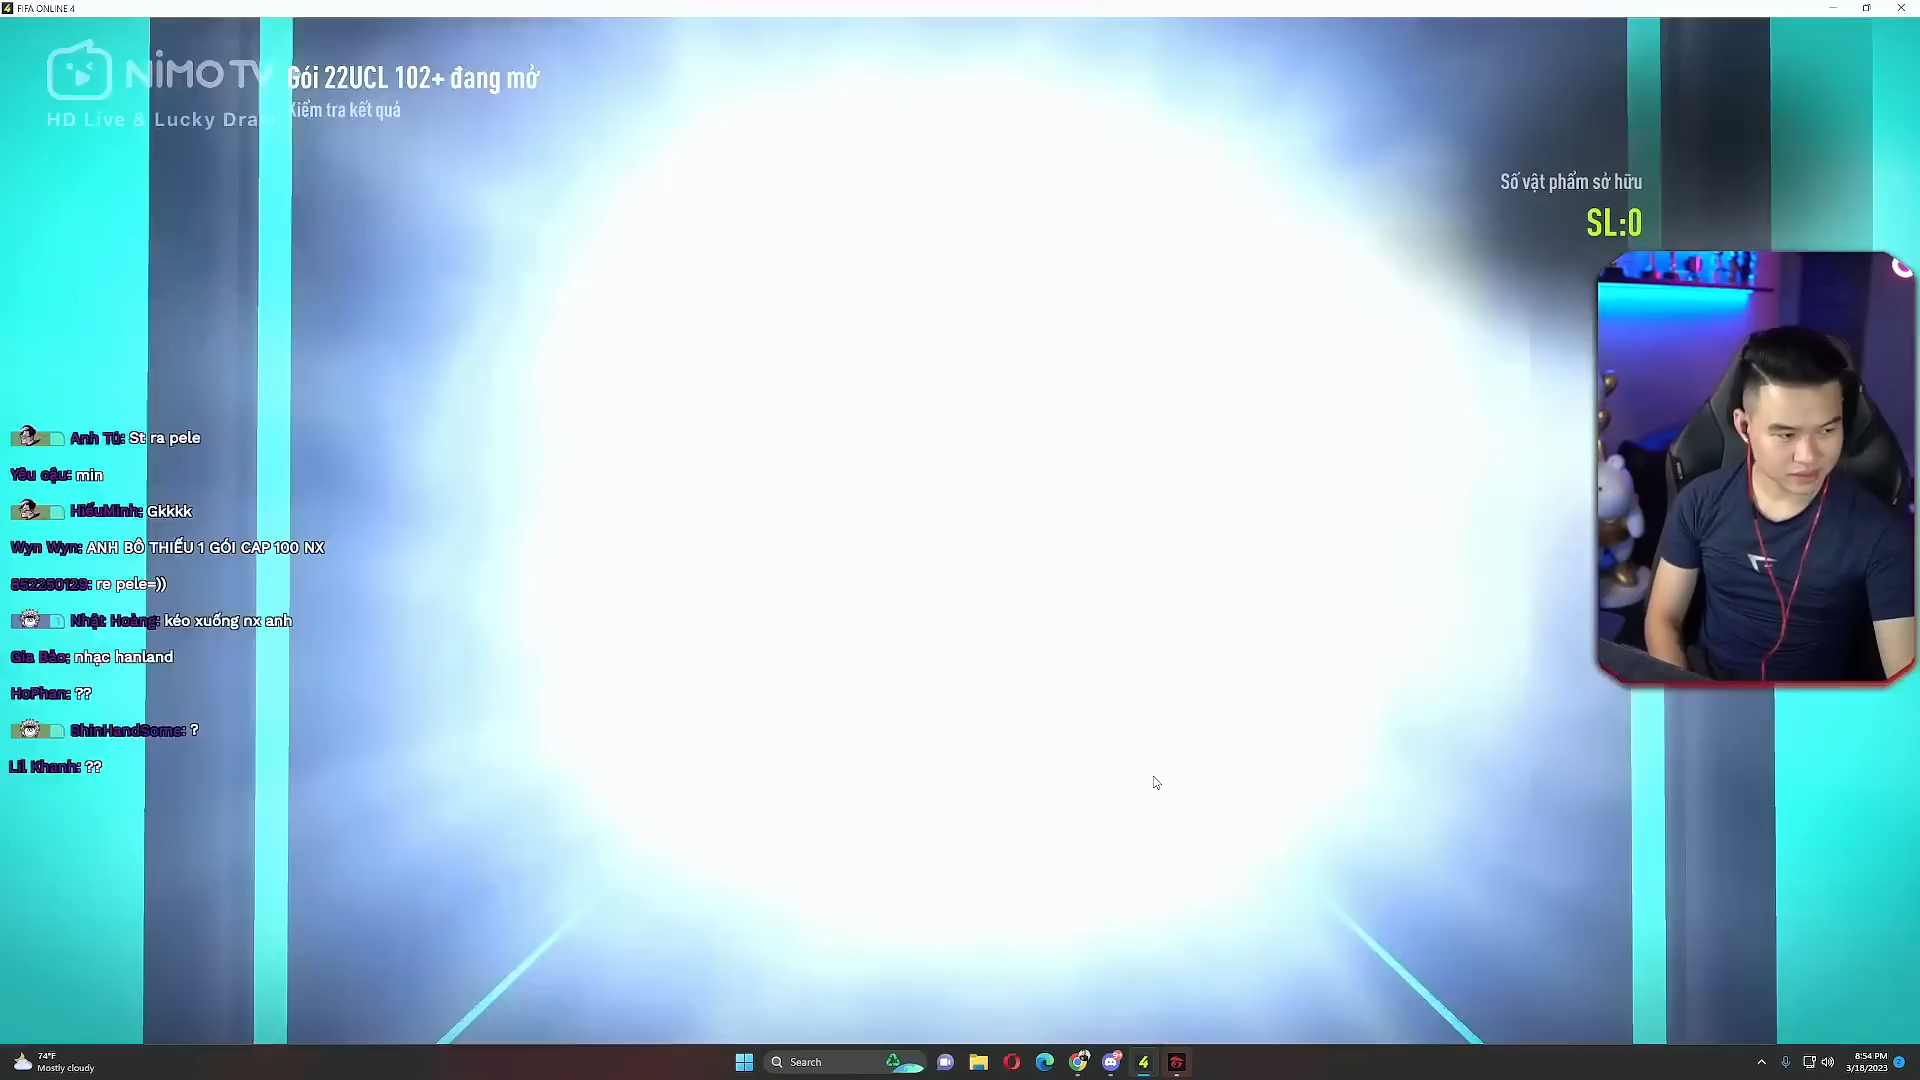 FIFA ONLINE 4
NIMO TV
HD Live & Lucky Dra
Gói 22UCL 102+ đang mở
Kiểm tra kết quả
Số vật phẩm sở hữu
SL:0
Anh Tú: St ra pele
Yêu cậu: min
HiếuMinh: Gkkkk
Wyn Wyn: ANH BÔ THIẾU 1 GÓI CAP 100 NX
852250129: re pele=))
Nhật Hoàng: kéo xuống nx anh
Gia Bảo: nhạc hanland
HoPhan: ??
ShinHandSome: ?
Lil Khanh: ??
74°F
Mostly cloudy
Search
8:54 PM
3/18/2023